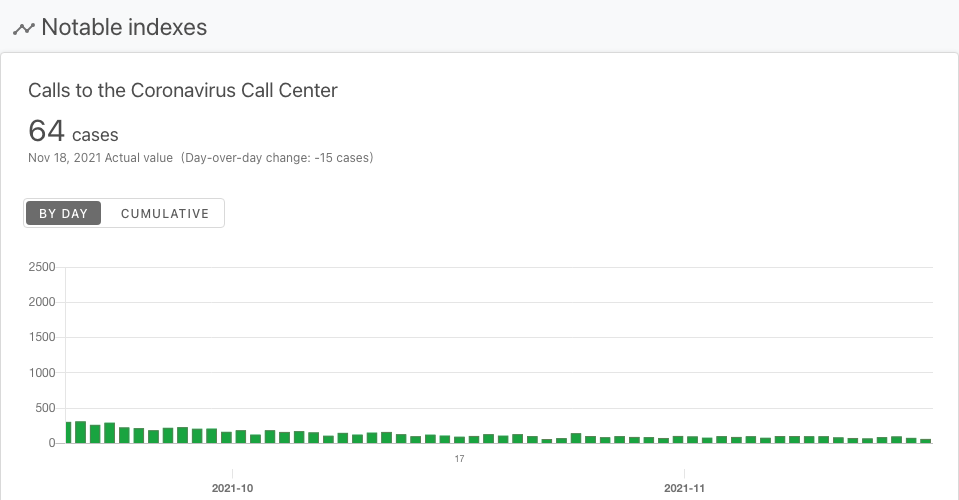 Notable indexes
Calls to the Coronavirus Call Center
64 cases
Nov 18, 2021 Actual value (Day-over-day change: -15 cases)
BY DAY CUMULATIVE
2500
2000
1500
1000
500
0
17
2021-10 2021-11